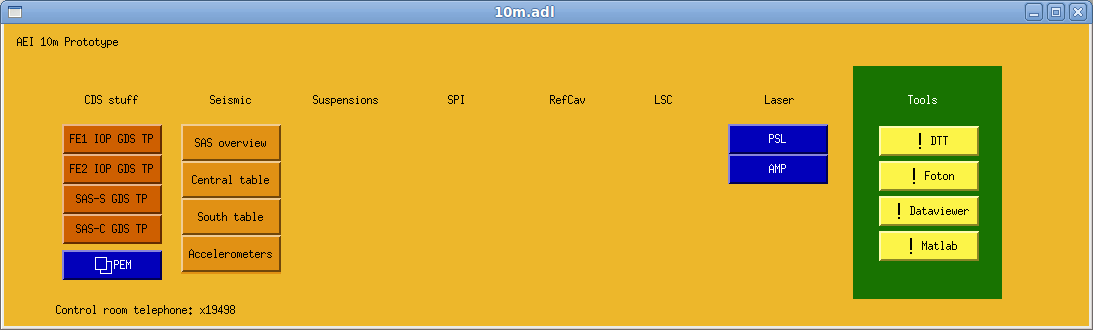 10m.adl
AEI 10m Prototype
CDS stuff
Seismic
Suspensions
SPI
RefCav
LSC
Laser
Tools
FE1 IOP GDS TP
FE2 IOP GDS TP
SAS-S GDS TP
SAS-C GDS TP
PEM
SAS overview
Central table
South table
Accelerometers
PSL
AMP
! DTT
! Foton
! Dataviewer
! Matlab
Control room telephone: x19498